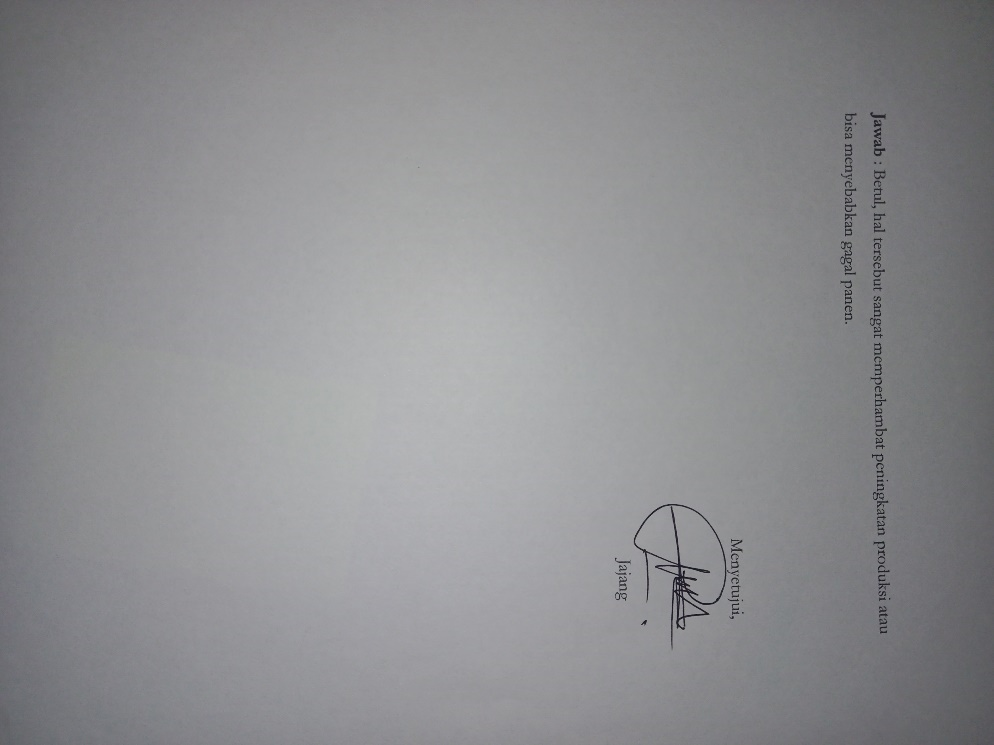 Jawab : Betul, hal tersebut sangat memperhambat peningkatan produksi atau
bisa menyebabkan gagal panen.
Menyetujui,
Jajang